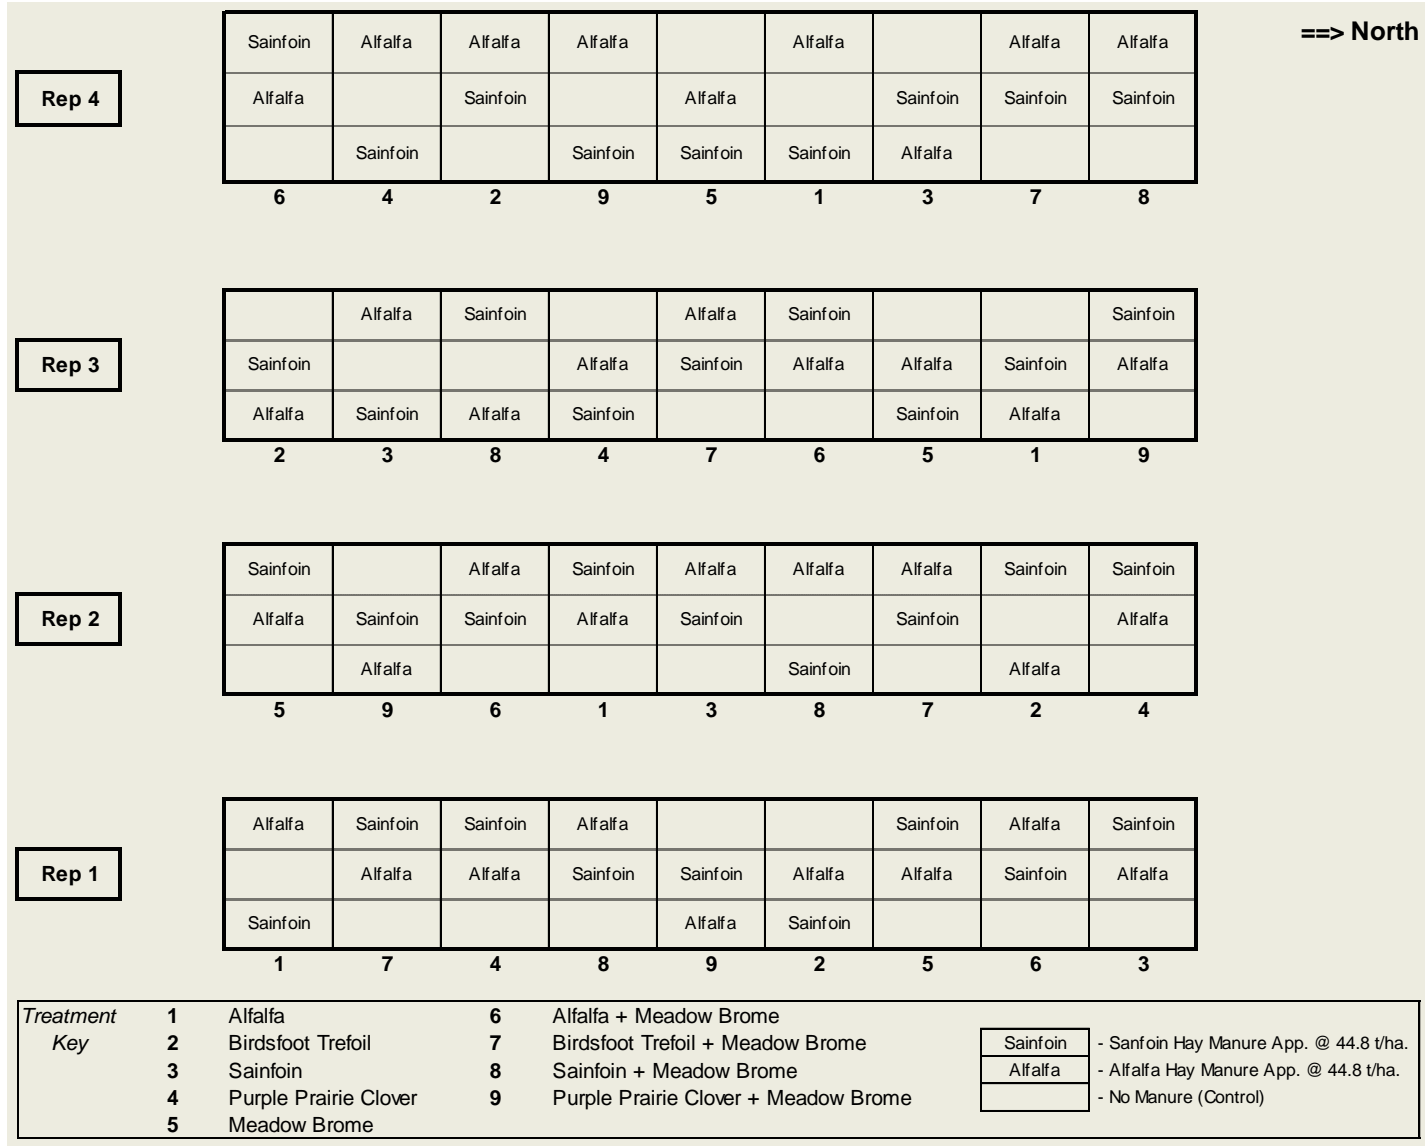 ==> North
Sainfoin Alfalfa Alfalfa Alfalfa Alfalfa Alfalfa Alfalfa
Rep 4 Alfalfa Sainfoin Alfalfa Sainfoin Sainfoin Sainfoin
Sainfoin Sainfoin Sainfoin Sainfoin Alfalfa
6 4 2 9 5 1 3 7 8
Alfalfa Sainfoin Alfalfa Sainfoin Sainfoin
Rep 3 Sainfoin Alfalfa Sainfoin Alfalfa Alfalfa Sainfoin Alfalfa
Alfalfa Sainfoin Alfalfa Sainfoin Sainfoin Alfalfa
2 3 8 4 7 6 5 1 9
Sainfoin Alfalfa Sainfoin Alfalfa Alfalfa Alfalfa Sainfoin Sainfoin
Rep 2 Alfalfa Sainfoin Sainfoin Alfalfa Sainfoin Sainfoin Alfalfa
Alfalfa Sainfoin Alfalfa
5 9 6 1 3 8 7 2 4
Alfalfa Sainfoin Sainfoin Alfalfa Sainfoin Alfalfa Sainfoin
Rep 1 Alfalfa Alfalfa Sainfoin Sainfoin Alfalfa Alfalfa Sainfoin Alfalfa
Sainfoin Alfalfa Sainfoin
1 7 4 8 9 2 5 6 3
Treatment 1 Alfalfa 6 Alfalfa + Meadow Brome
Key 2 Birdsfoot Trefoil 7 Birdsfoot Trefoil + Meadow Brome Sainfoin - Sanfoin Hay Manure App. @ 44.8 t/ha.
3 Sainfoin 8 Sainfoin + Meadow Brome Alfalfa - Alfalfa Hay Manure App. @ 44.8 t/ha.
4 Purple Prairie Clover 9 Purple Prairie Clover + Meadow Brome - No Manure (Control)
5 Meadow Brome